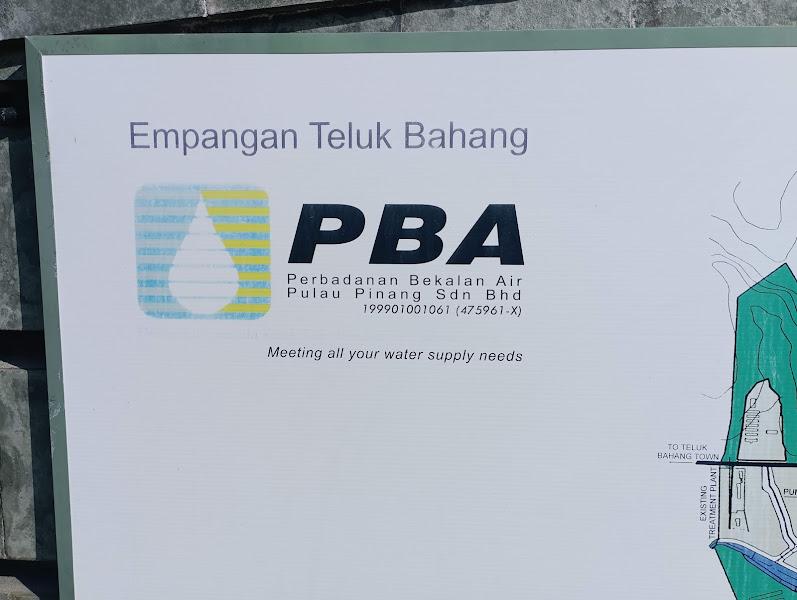 Empangan Teluk Bahang
PBA
Perbadanan Bekalan Air
Pulau Pinang Sdn Bhd
199901001061 (475961-X)
Meeting all your water supply needs
TO TELUK
BAHANG TOWN
EXISTING
TREATMENT PLANT